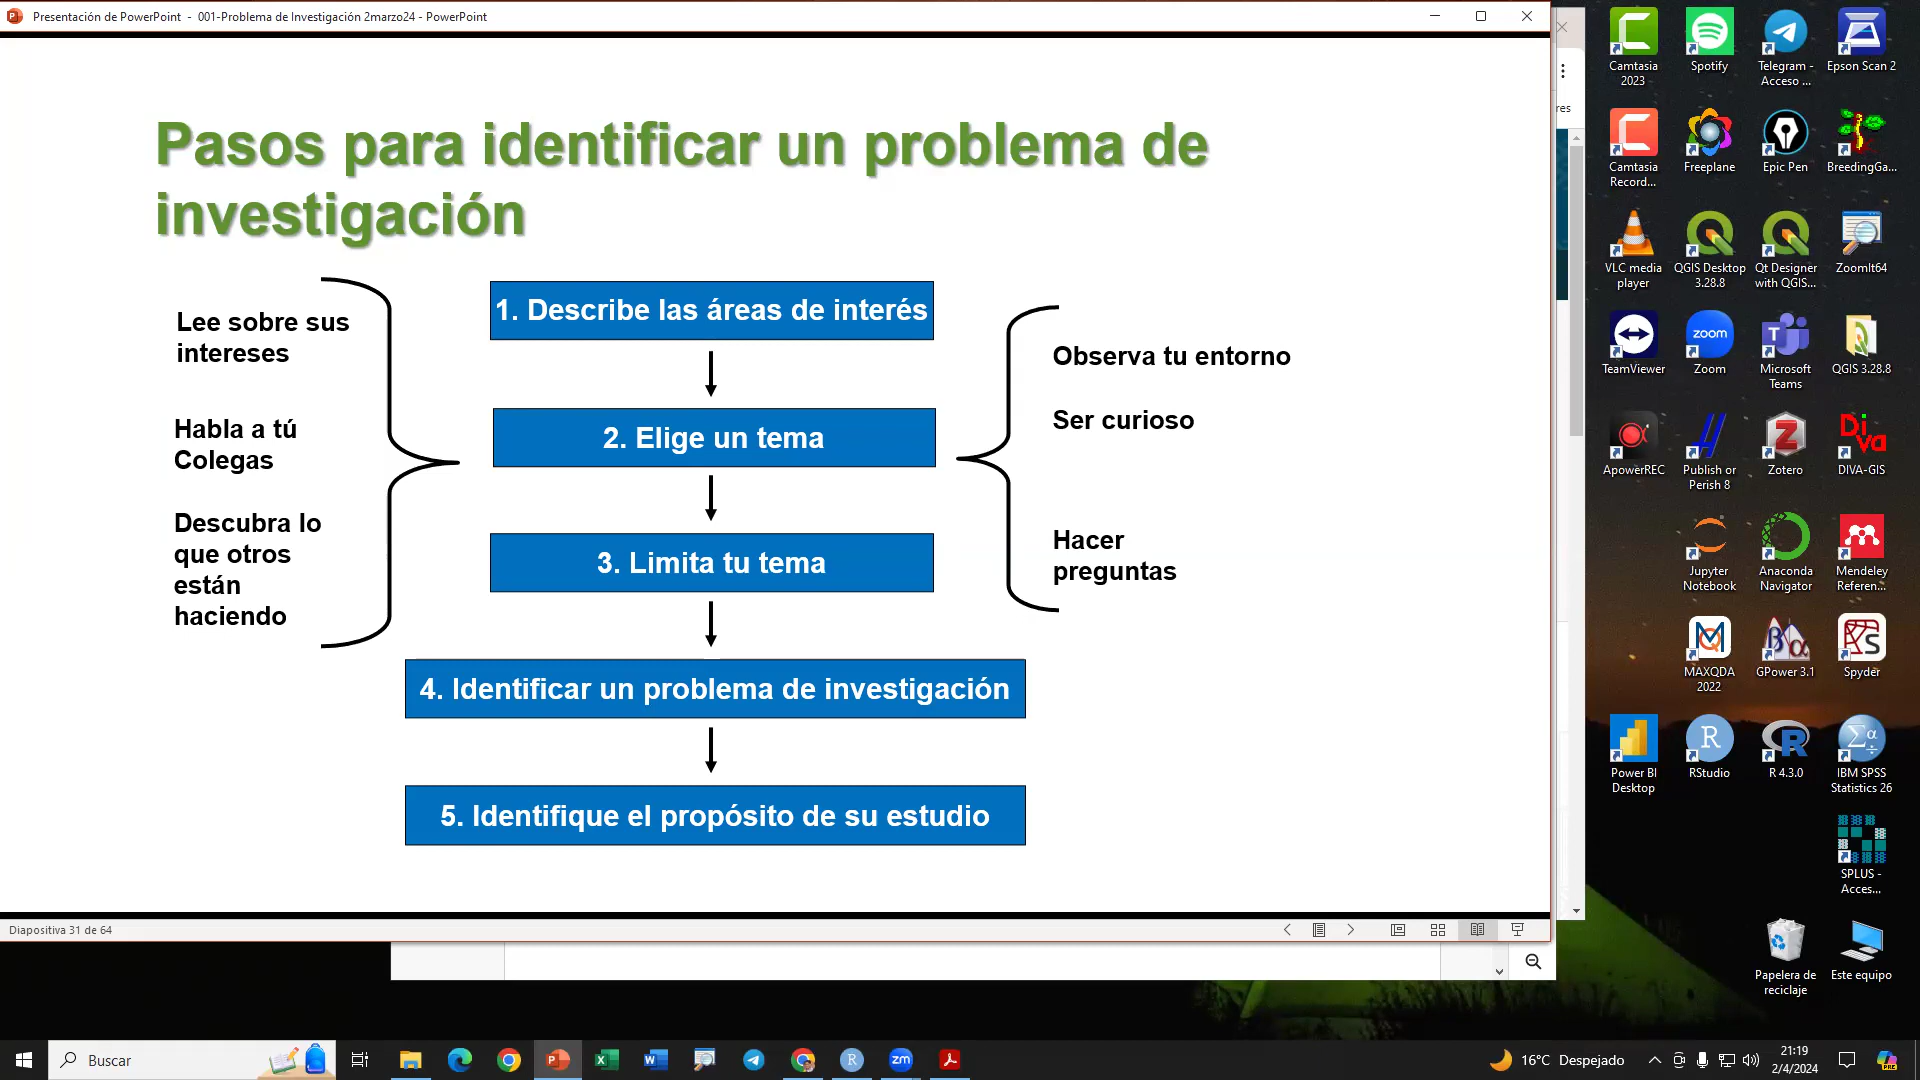 Presentación de PowerPoint - 001-Problema de Investigación 2marzo24 - PowerPoint
Pasos para identificar un problema de
investigación
Lee sobre sus
intereses
Habla a tú
Colegas
Descubra lo
que otros
están
haciendo
1. Describe las áreas de interés
2. Elige un tema
3. Limita tu tema
4. Identificar un problema de investigación
5. Identifique el propósito de su estudio
Observa tu entorno
Ser curioso
Hacer
preguntas
Diapositiva 31 de 64
res
Camtasia
2023
Spotify
Telegram -
Acceso ...
Epson Scan 2
Camtasia
Record...
Freeplane
Epic Pen
BreedingGa...
VLC media
player
QGIS Desktop
3.28.8
Qt Designer
with QGIS...
ZoomIt64
TeamViewer
zoom
Zoom
Microsoft
Teams
QGIS 3.28.8
ApowerREC
Publish or
Perish 8
Zotero
Diva
DIVA-GIS
Jupyter
Notebook
Anaconda
Navigator
Mendeley
Referen...
MAXQDA
2022
GPower 3.1
Spyder
Power BI
Desktop
RStudio
R 4.3.0
IBM SPSS
Statistics 26
SPLUS -
Acces...
Papelera de
reciclaje
Este equipo
Buscar
zm
16°C Despejado
21:19
2/4/2024